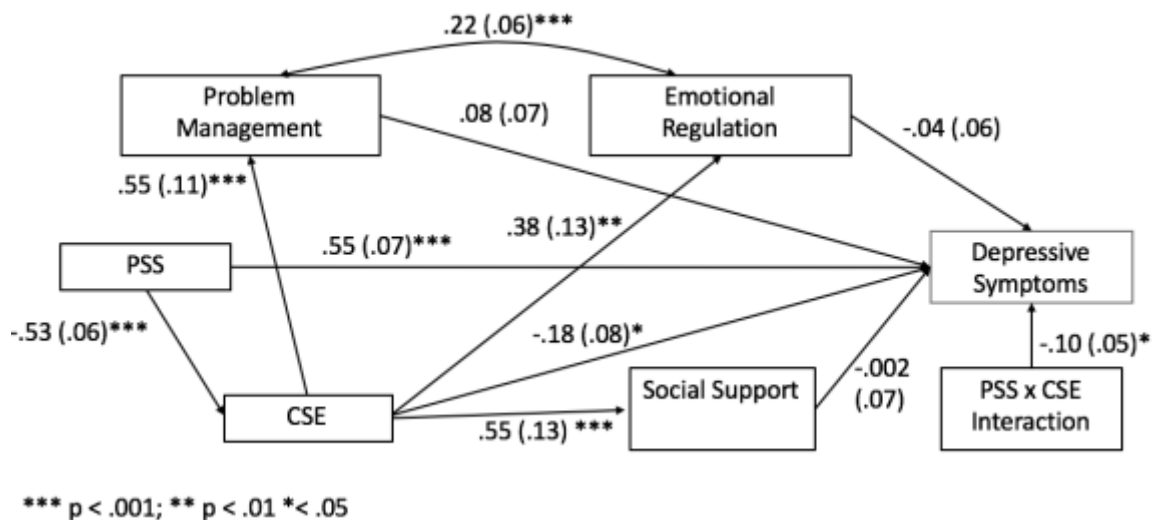 .22 (.06)***
Problem
Management
Emotional
Regulation
.08 (.07)
-.04 (.06)
.55 (.11)***
.38 (.13)**
PSS
.55 (.07)***
Depressive
Symptoms
-.53 (.06)***
-.18 (.08)*
-.10 (.05)*
CSE
Social Support
-.002
(.07)
PSS x CSE
Interaction
.55 (.13) ***
*** p < .001; ** p < .01 *< .05